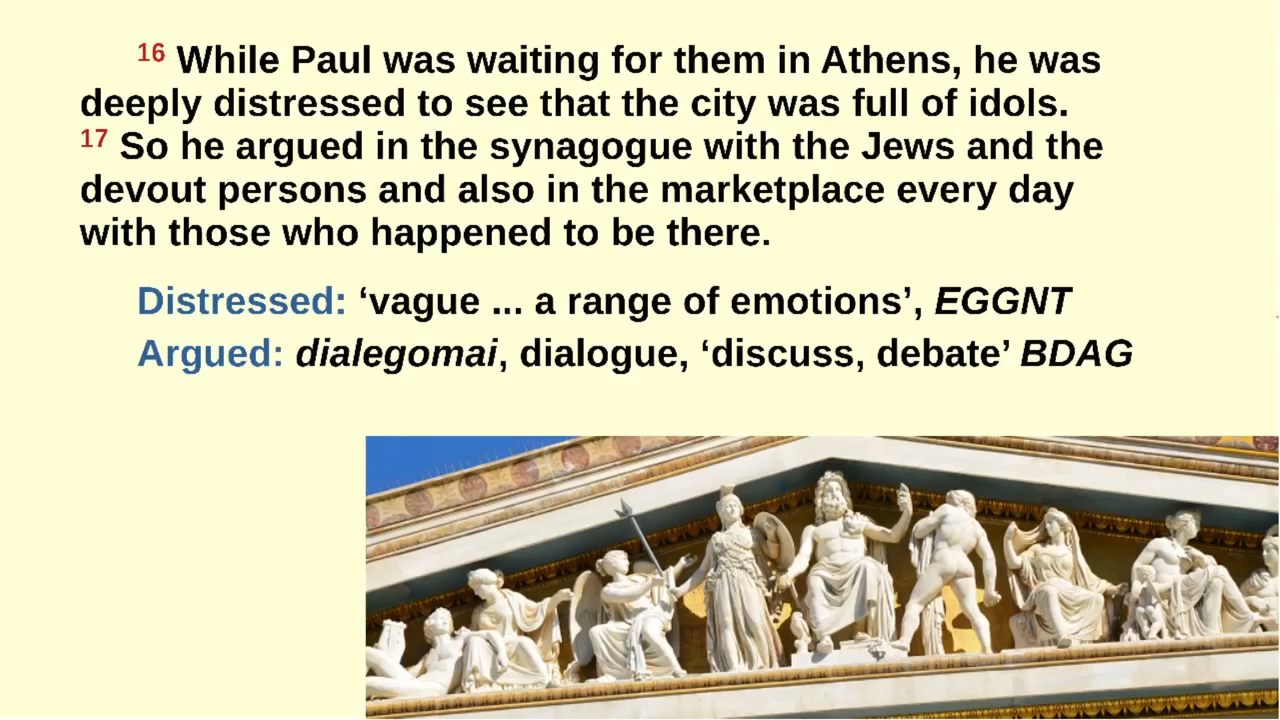 16 While Paul was waiting for them in Athens, he was
deeply distressed to see that the city was full of idols.
17 So he argued in the synagogue with the Jews and the
devout persons and also in the marketplace every day
with those who happened to be there.
Distressed: ‘vague ... a range of emotions’, EGGNT
Argued: dialegomai, dialogue, ‘discuss, debate’ BDAG